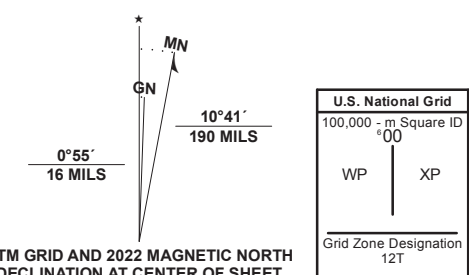 ★
MN
GN
10°41´
190 MILS
0°55´
16 MILS
TM GRID AND 2022 MAGNETIC NORTH
DECLINATION AT CENTER OF SHEET
U.S. National Grid
100,000 - m Square ID
⁶00
WP XP
Grid Zone Designation
12T